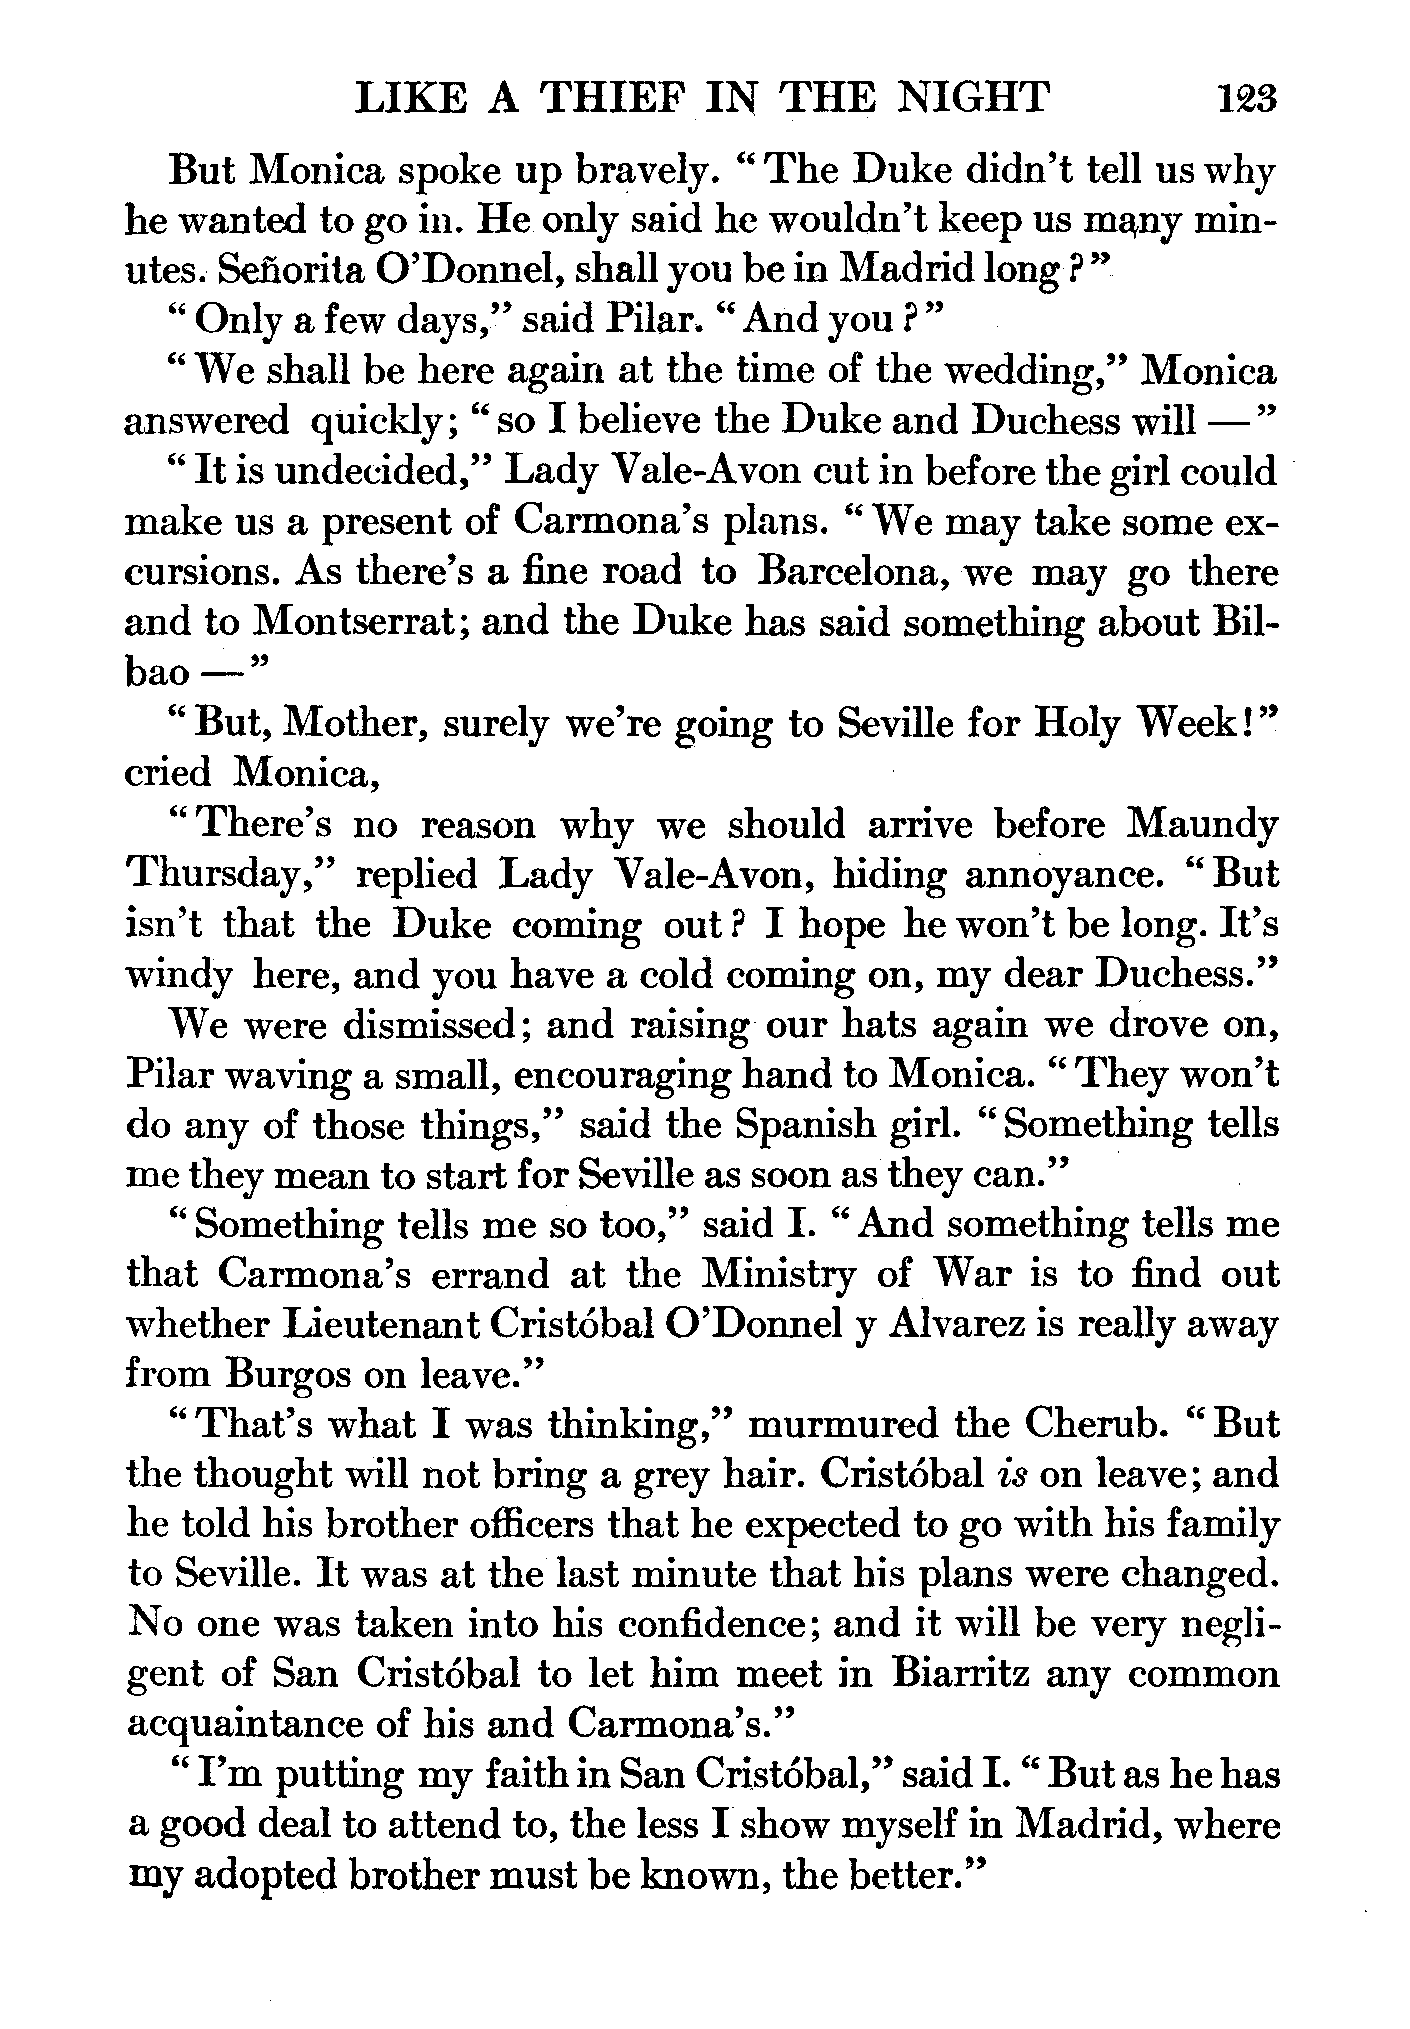 LIKE A THIEF IN THE NIGHT 123
But Monica spoke up bravely. “The Duke didn’t tell us why
he wanted to go in. He only said he wouldn’t keep us many min-
utes. Señorita O’Donnel, shall you be in Madrid long?”
“Only a few days,” said Pilar. “And you?”
“We shall be here again at the time of the wedding,” Monica
answered quickly; “so I believe the Duke and Duchess will —”
“It is undecided,” Lady Vale-Avon cut in before the girl could
make us a present of Carmona’s plans. “We may take some ex-
cursions. As there’s a fine road to Barcelona, we may go there
and to Montserrat; and the Duke has said something about Bil-
bao —”
“But, Mother, surely we’re going to Seville for Holy Week!”
cried Monica,
“There’s no reason why we should arrive before Maundy
Thursday,” replied Lady Vale-Avon, hiding annoyance. “But
isn’t that the Duke coming out? I hope he won’t be long. It’s
windy here, and you have a cold coming on, my dear Duchess.”
We were dismissed; and raising our hats again we drove on,
Pilar waving a small, encouraging hand to Monica. “They won’t
do any of those things,” said the Spanish girl. “Something tells
me they mean to start for Seville as soon as they can.”
“Something tells me so too,” said I. “And something tells me
that Carmona’s errand at the Ministry of War is to find out
whether Lieutenant Cristóbal O’Donnel y Alvarez is really away
from Burgos on leave.”
“That’s what I was thinking,” murmured the Cherub. “But
the thought will not bring a grey hair. Cristóbal is on leave; and
he told his brother officers that he expected to go with his family
to Seville. It was at the last minute that his plans were changed.
No one was taken into his confidence; and it will be very negli-
gent of San Cristóbal to let him meet in Biarritz any common
acquaintance of his and Carmona’s.”
“I’m putting my faith in San Cristóbal,” said I. “But as he has
a good deal to attend to, the less I show myself in Madrid, where
my adopted brother must be known, the better.”